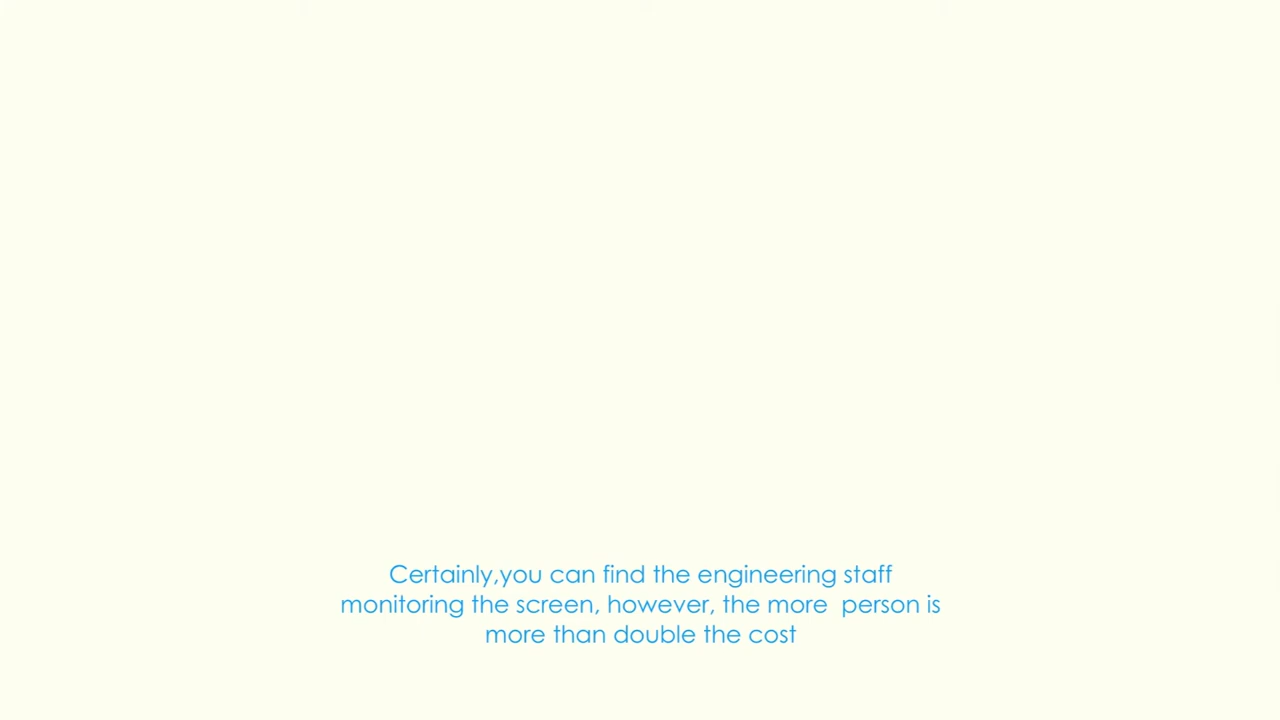 Certainly,you can find the engineering staff
monitoring the screen, however, the more  person is
more than double the cost